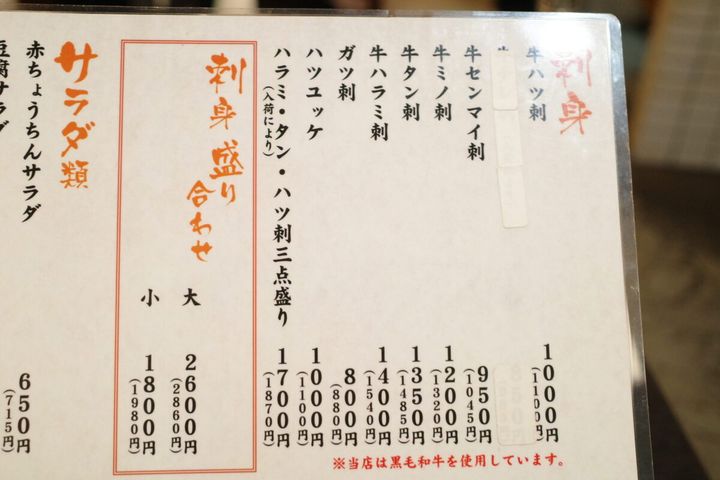 刺身
牛ハツ刺 1000円 (1100円)
牛センマイ刺 950円 (1045円)
牛ミノ刺 1200円 (1320円)
牛タン刺 1350円 (1485円)
牛ハラミ刺 1400円 (1540円)
ガツ刺 800円 (880円)
ハツユッケ 1000円 (1100円)
ハラミ・タン・ハツ刺三点盛り 1700円 (1870円)
(入荷により)
刺身盛り合わせ
大 2600円 (2860円)
小 1800円 (1980円)
サラダ類
赤ちょうちんサラダ 650円 (715円)
豆腐サラダ
※当店は黒毛和牛を使用しています。